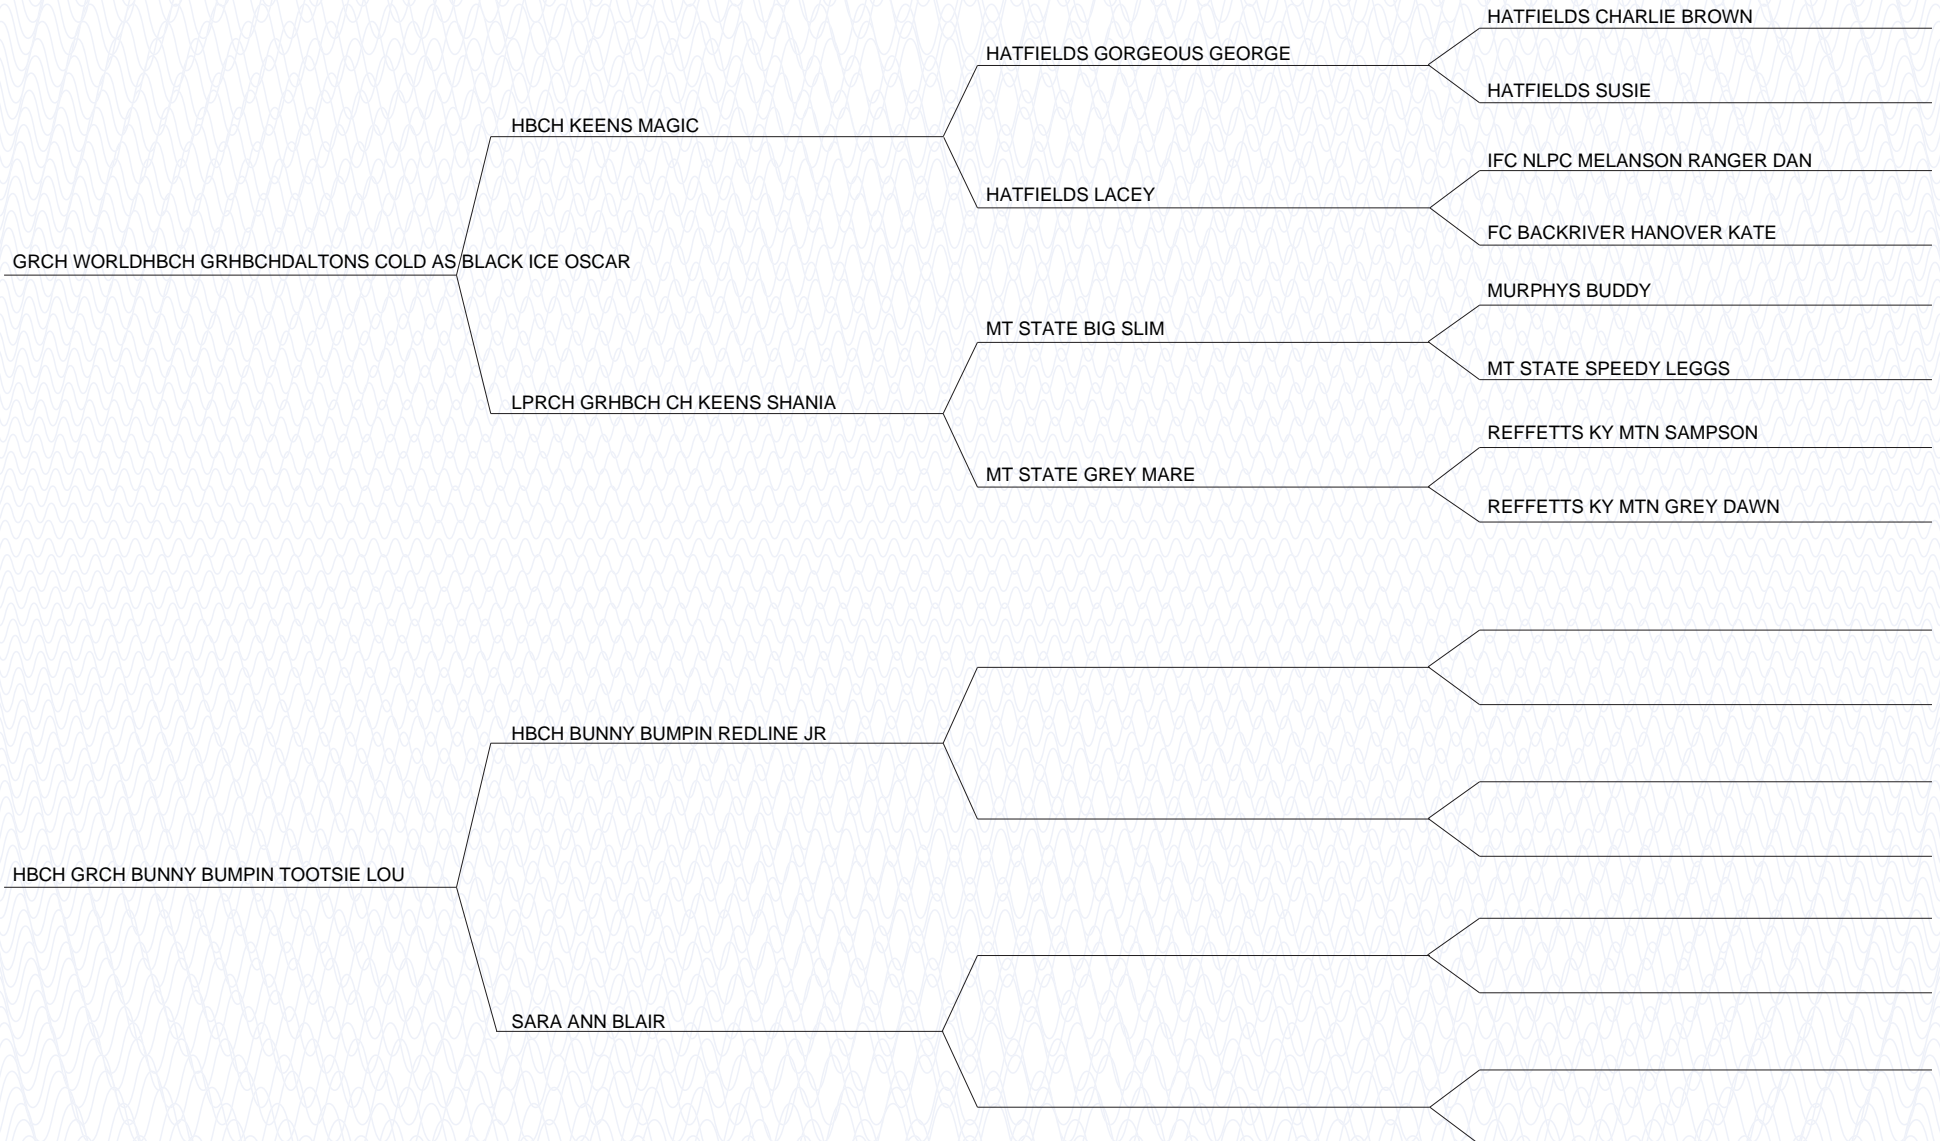 HATFIELDS CHARLIE BROWN
HATFIELDS GORGEOUS GEORGE
HATFIELDS SUSIE
HBCH KEENS MAGIC
IFC NLPC MELANSON RANGER DAN
HATFIELDS LACEY
FC BACKRIVER HANOVER KATE
GRCH WORLDHBCH GRHBCHDALTONS COLD AS BLACK ICE OSCAR
MURPHYS BUDDY
MT STATE BIG SLIM
MT STATE SPEEDY LEGGS
LPRCH GRHBCH CH KEENS SHANIA
REFFETTS KY MTN SAMPSON
MT STATE GREY MARE
REFFETTS KY MTN GREY DAWN
HBCH BUNNY BUMPIN REDLINE JR
HBCH GRCH BUNNY BUMPIN TOOTSIE LOU
SARA ANN BLAIR